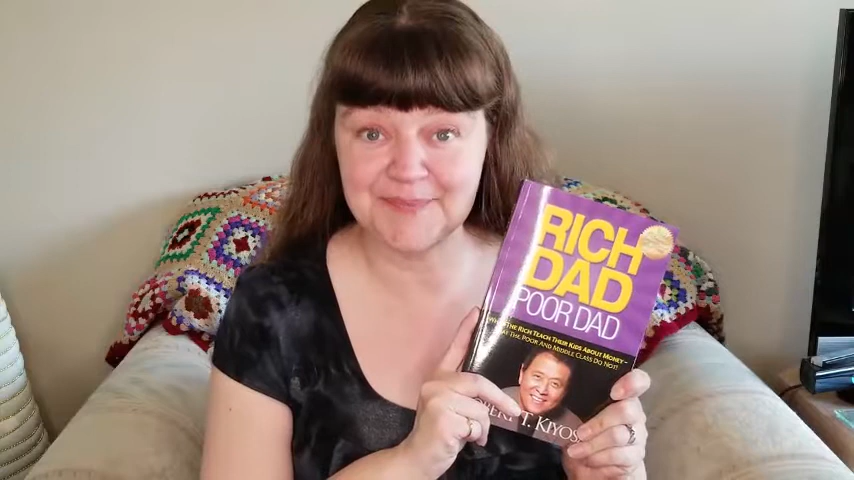 RICH
DAD
POOR DAD
THE RICH TEACH THEIR KIDS ABOUT MONEY –
THE POOR AND MIDDLE CLASS DO NOT!
T. KIYOS